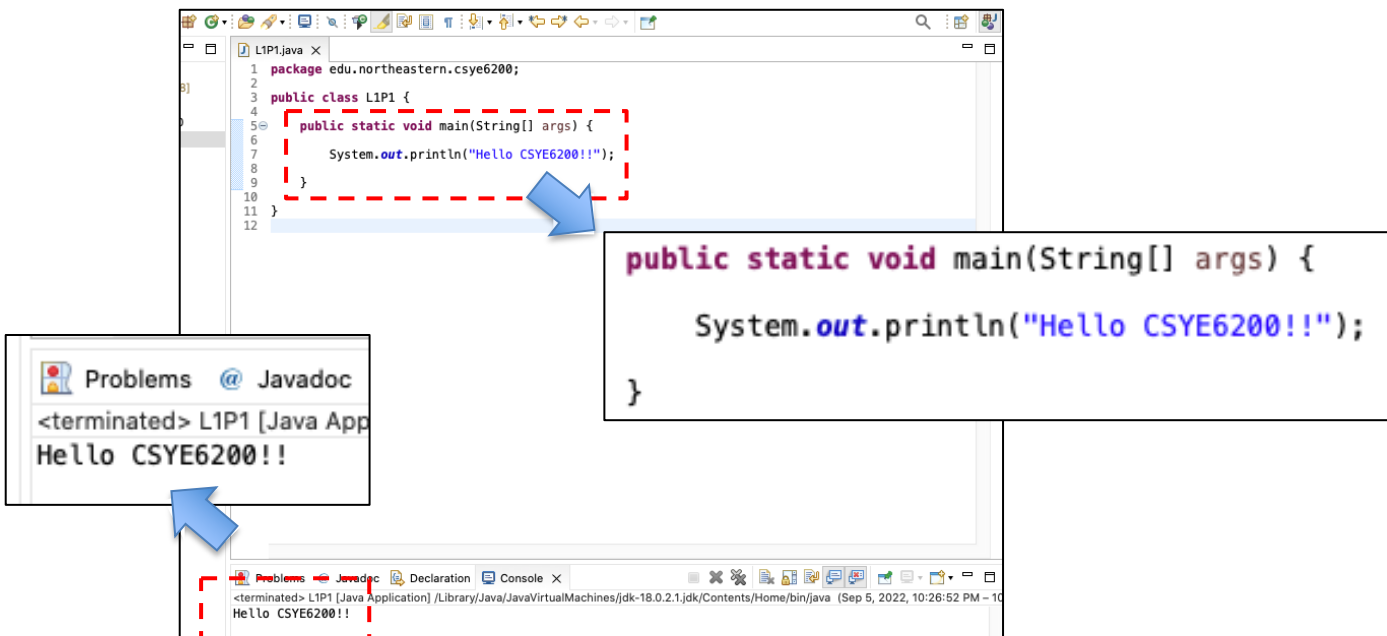 L1P1.java
1 package edu.northeastern.csye6200;
2
3 public class L1P1 {
4
5 public static void main(String[] args) {
6
7 System.out.println("Hello CSYE6200!!");
8
9 }
10
11 }
12
public static void main(String[] args) {
System.out.println("Hello CSYE6200!!");
}
Problems @ Javadoc
<terminated> L1P1 [Java App
Hello CSYE6200!!
Problems @ Javadoc Declaration Console
<terminated> L1P1 [Java Application] /Library/Java/JavaVirtualMachines/jdk-18.0.2.1.jdk/Contents/Home/bin/java (Sep 5, 2022, 10:26:52 PM – 10
Hello CSYE6200!!